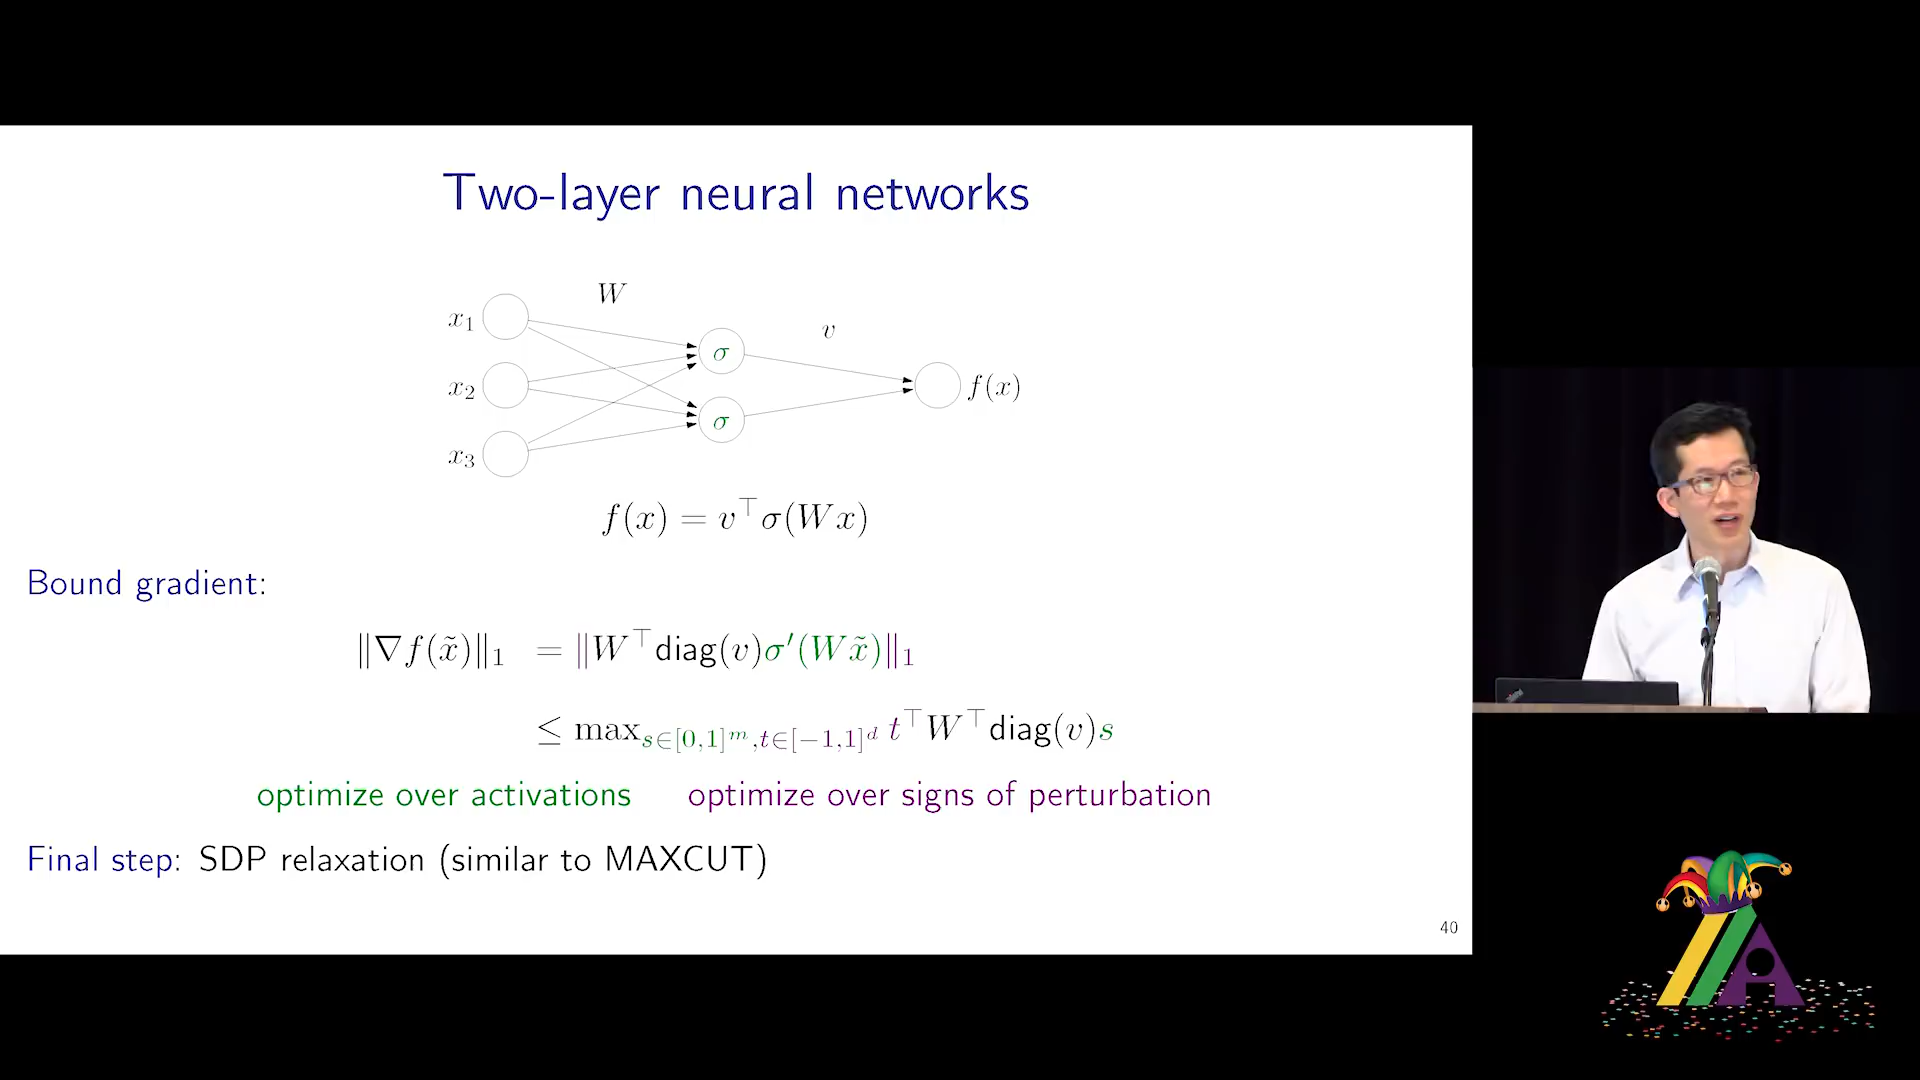 Two-layer neural networks
W
x₁
σ
v
x₂
f(x)
σ
x₃
f(x) = v^⊤σ(Wx)
Bound gradient:
‖∇f(x̃)‖₁ = ‖W^⊤diag(v)σ′(Wx̃)‖₁
≤ max_{s∈[0,1]^m,t∈[−1,1]^d} t^⊤W^⊤diag(v)s
optimize over activations optimize over signs of perturbation
Final step: SDP relaxation (similar to MAXCUT)
40